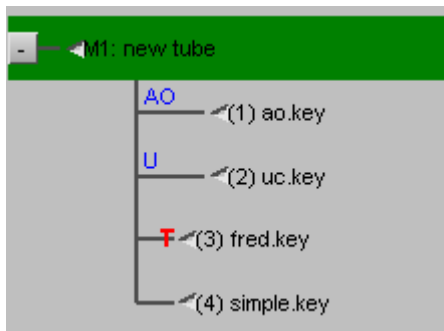 - M1: new tube
AO
(1) ao.key
U
(2) uc.key
T (3) fred.key
(4) simple.key